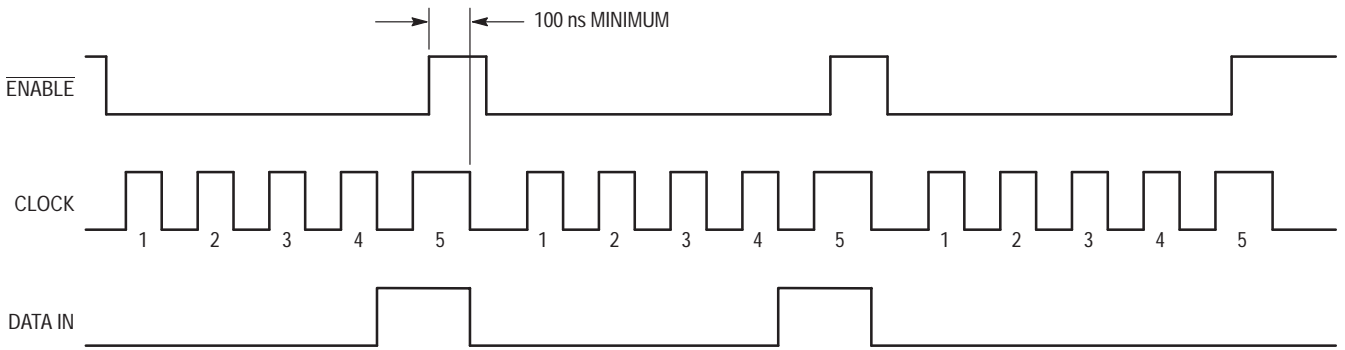 100 ns MINIMUM
ENABLE
CLOCK
1 2 3 4 5 1 2 3 4 5 1 2 3 4 5
DATA IN